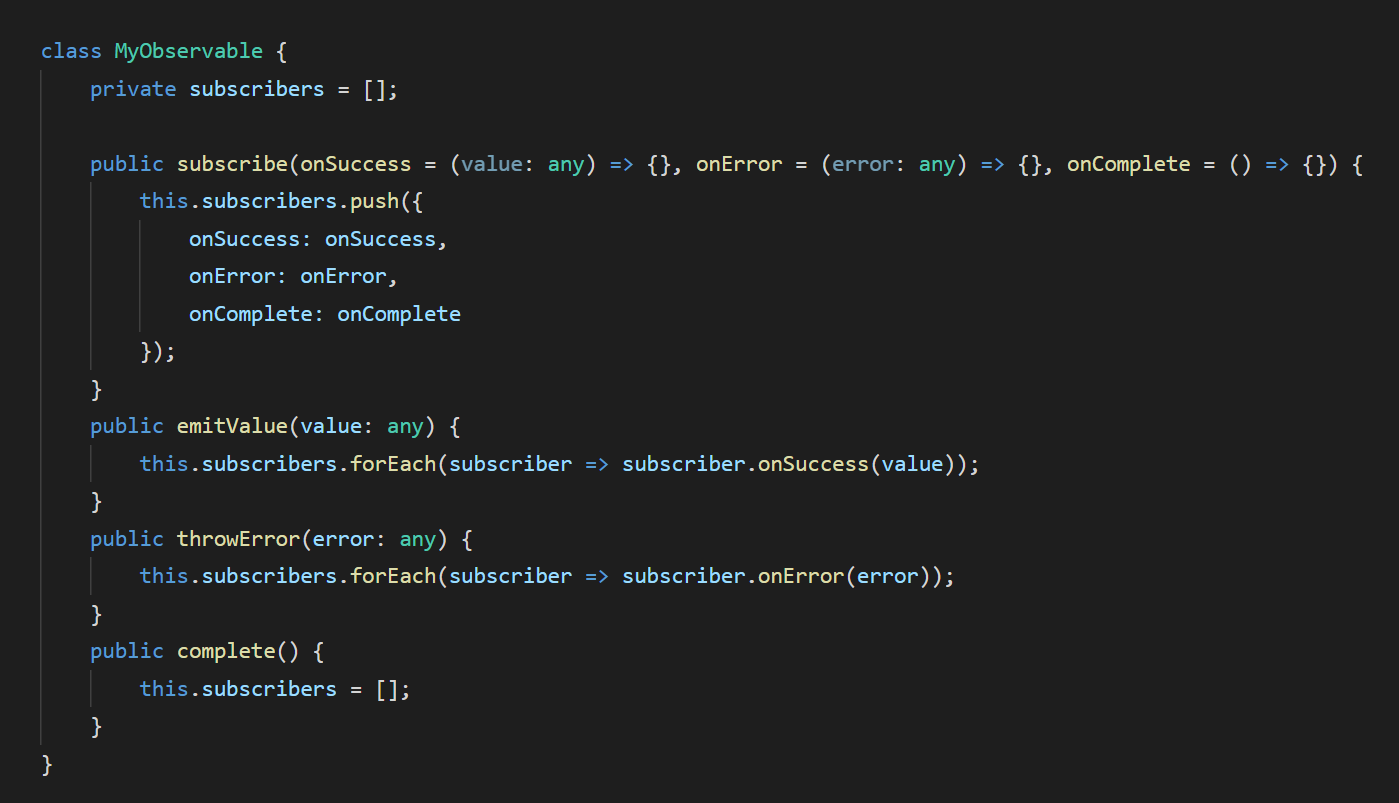 class MyObservable {
    private subscribers = [];

    public subscribe(onSuccess = (value: any) => {}, onError = (error: any) => {}, onComplete = () => {}) {
        this.subscribers.push({
            onSuccess: onSuccess,
            onError: onError,
            onComplete: onComplete
        });
    }
    public emitValue(value: any) {
        this.subscribers.forEach(subscriber => subscriber.onSuccess(value));
    }
    public throwError(error: any) {
        this.subscribers.forEach(subscriber => subscriber.onError(error));
    }
    public complete() {
        this.subscribers = [];
    }
}